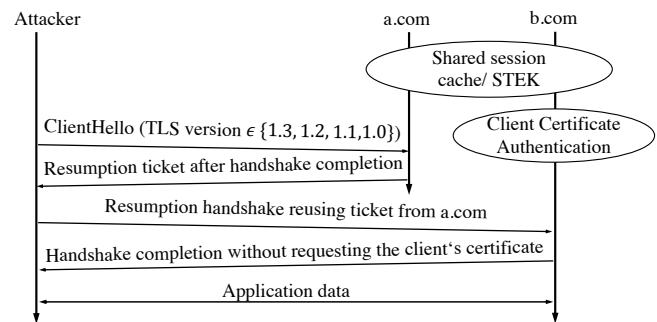 Attacker
a.com
b.com
Shared session
cache/ STEK
ClientHello (TLS version ϵ {1.3, 1.2, 1.1,1.0})
Client Certificate
Authentication
Resumption ticket after handshake completion
Resumption handshake reusing ticket from a.com
Handshake completion without requesting the client‘s certificate
Application data